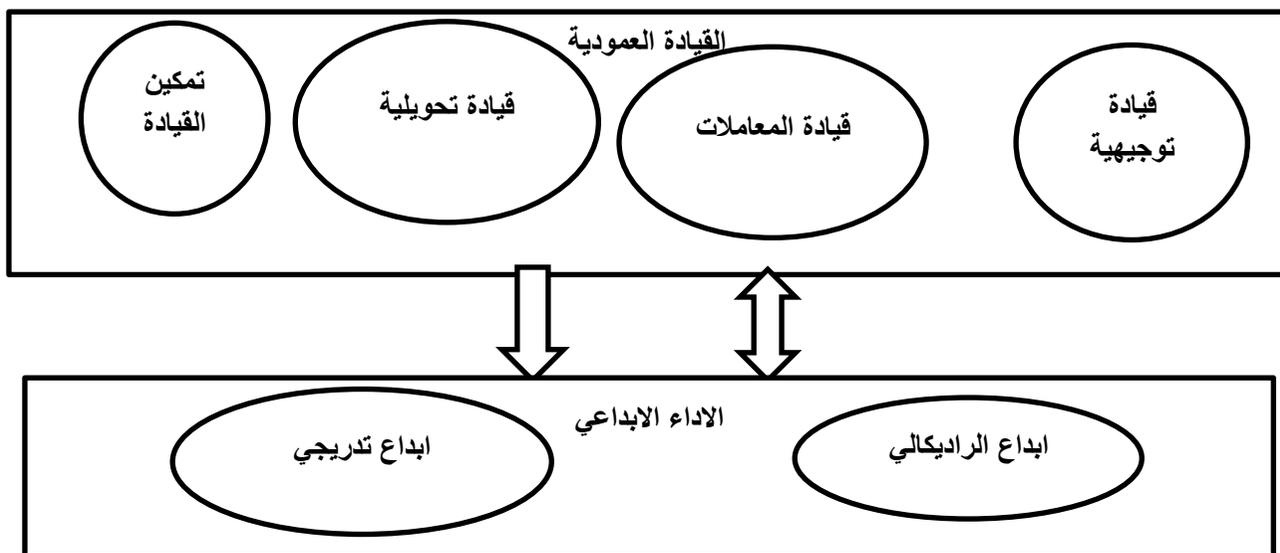 القيادة العمودية
قيادة
توجيهية
قيادة المعاملات
قيادة تحويلية
تمكين
القيادة
الاداء الابداعي
ابداع الراديكالي
ابداع تدريجي